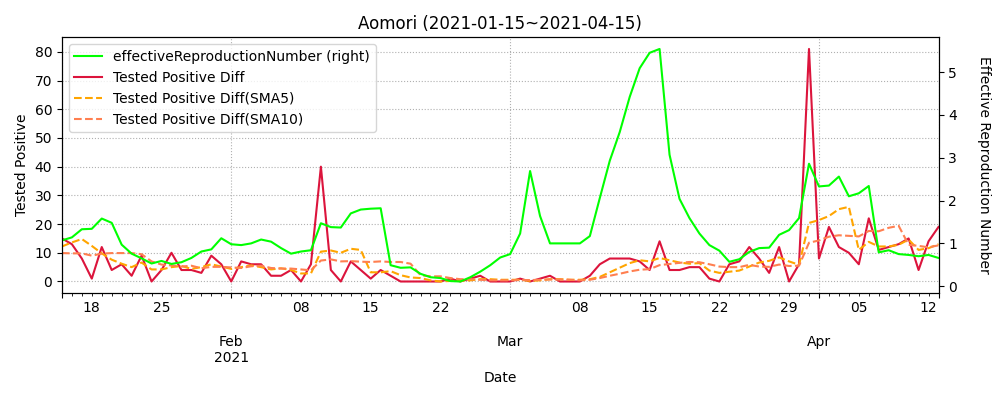 Aomori (2021-01-15~2021-04-15)
effectiveReproductionNumber (right)
Tested Positive Diff
Tested Positive Diff(SMA5)
Tested Positive Diff(SMA10)
Tested Positive
80
70
60
50
40
30
20
10
0
Effective Reproduction Number
5
4
3
2
1
0
18 25 08 15 22 08 15 22 29 05 12
Feb Mar Apr
2021
Date